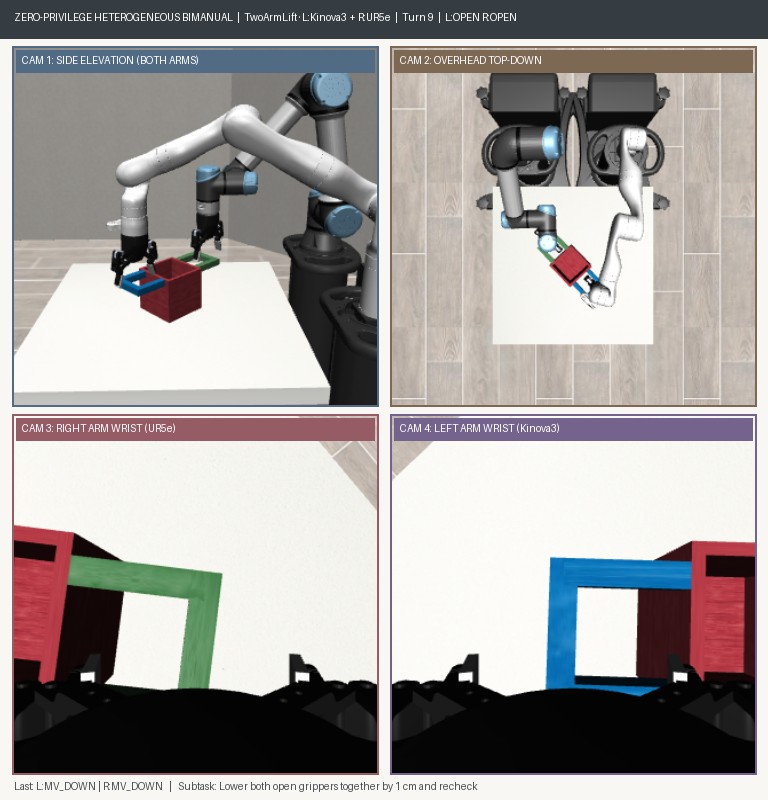 ZERO-PRIVILEGE HETEROGENEOUS BIMANUAL | TwoArmLift · L:Kinova3 + R:UR5e | Turn 9 | L:OPEN R:OPEN
CAM 1: SIDE ELEVATION (BOTH ARMS)
CAM 2: OVERHEAD TOP-DOWN
CAM 3: RIGHT ARM WRIST (UR5e)
CAM 4: LEFT ARM WRIST (Kinova3)
Last: L:MV_DOWN | R:MV_DOWN | Subtask: Lower both open grippers together by 1 cm and recheck